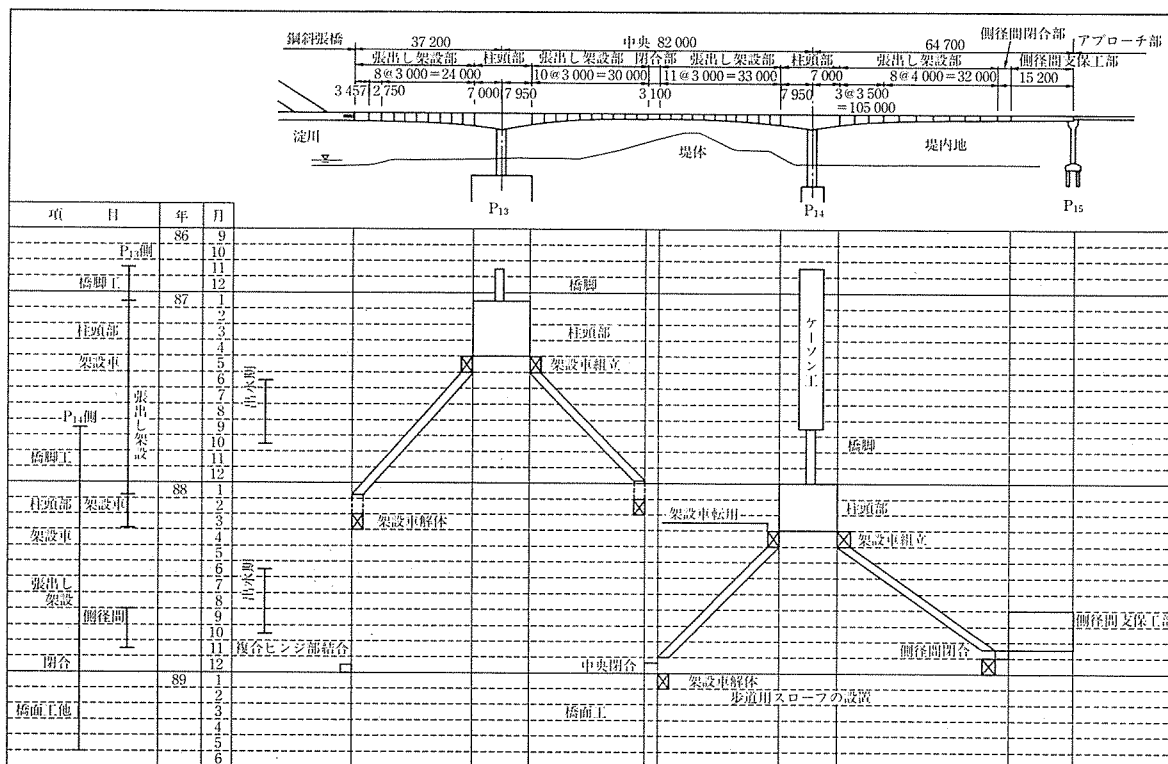 鋼斜張橋 37 200 中央 82 000 64 700 側径間閉合部 アプローチ部
張出し架設部 柱頭部 張出し架設部 閉合部 張出し架設部 柱頭部 張出し架設部 側径間支保工部
8@3 000=24 000 10@3 000=30 000 11@3 000=33 000 7 000 8@4 000=32 000 15 200
3 457 2 750 7 000 7 950 3 100 7 950 3@3 500
=105 000
淀川 堤体 堤内地
P₁₃ P₁₄ P₁₅
項 目 年 月
86 9
P₁₃側 10
11
橋脚工 12 橋脚
87 1
2
柱頭部 3 柱頭部
4
架設車 5 架設車組立
6
7
8
張出し架設
出水期
ケーソン工
P₁₄側 9
10
橋脚工 11 橋脚
12
88 1
柱頭部 架設車 2 柱頭部
3 架設車解体 架設車転用
架設車 4 架設車組立
5
6
張出し 7
架設 8
出水期
側径間 9 側径間支保工部
10
11 複合ヒンジ部結合 側径間閉合
閉合 12 中央閉合
89 1 架設車解体
2 歩道用スロープの設置
橋面工他 3 橋面工
4
5
6